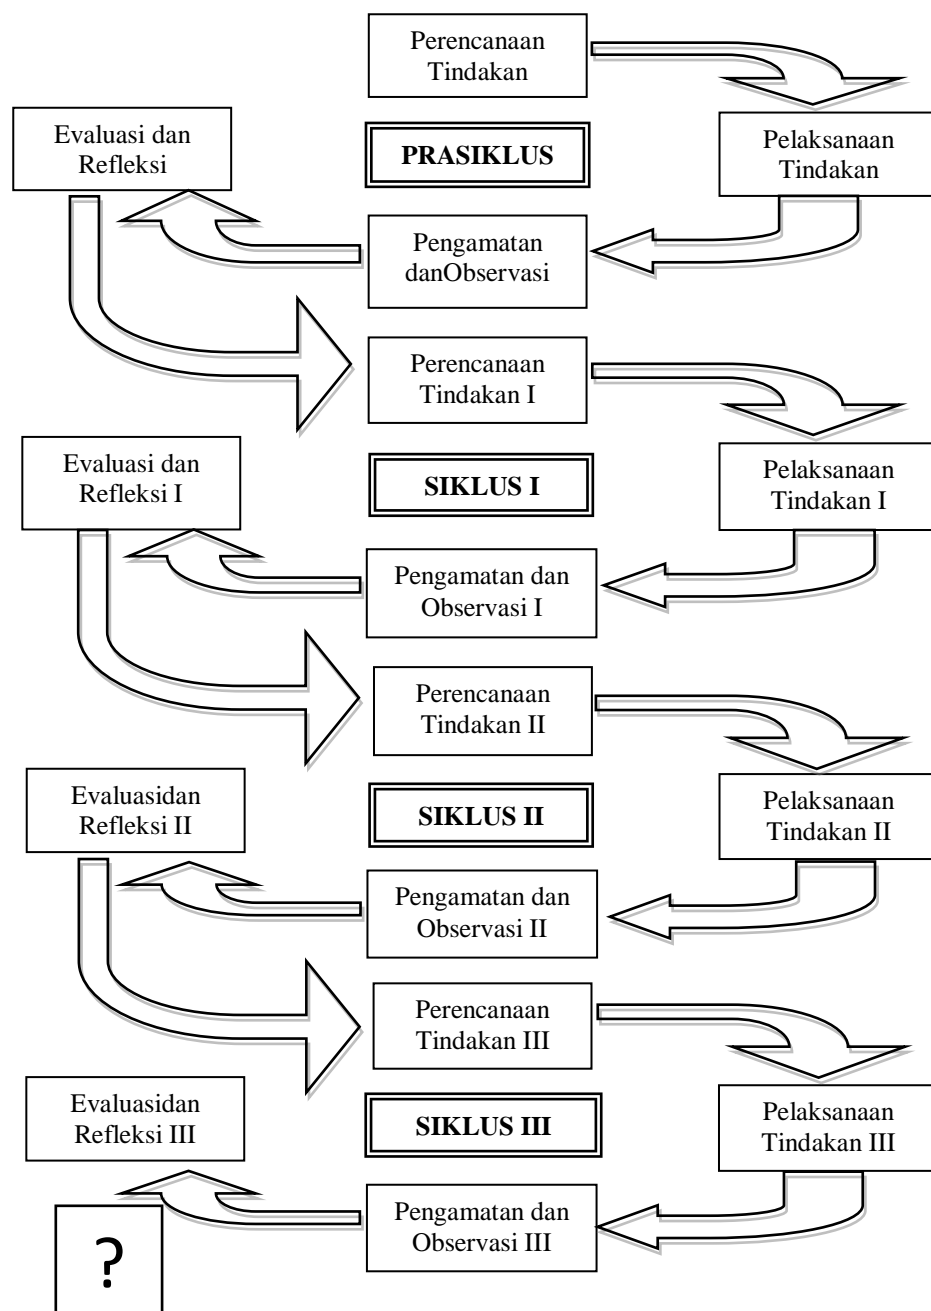 Perencanaan
Tindakan
Evaluasi dan
Refleksi
PRASIKLUS
Pelaksanaan
Tindakan
Pengamatan
danObservasi
Perencanaan
Tindakan I
Evaluasi dan
Refleksi I
SIKLUS I
Pelaksanaan
Tindakan I
Pengamatan dan
Observasi I
Perencanaan
Tindakan II
Evaluasidan
Refleksi II
SIKLUS II
Pelaksanaan
Tindakan II
Pengamatan dan
Observasi II
Perencanaan
Tindakan III
Evaluasidan
Refleksi III
SIKLUS III
Pelaksanaan
Tindakan III
Pengamatan dan
Observasi III
?